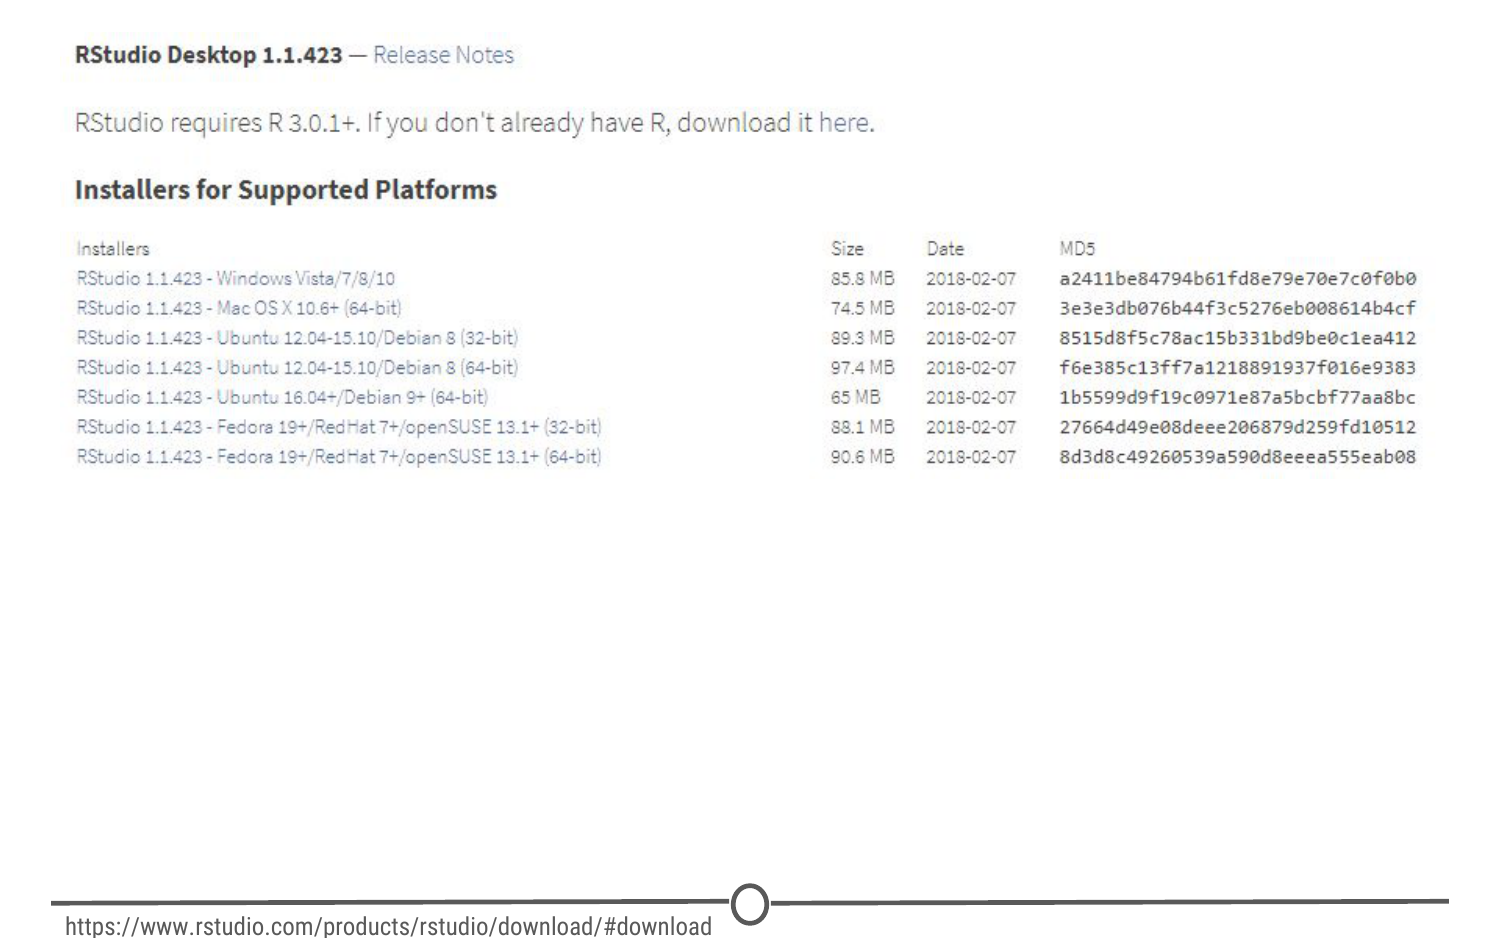 RStudio Desktop 1.1.423 — Release Notes
RStudio requires R 3.0.1+. If you don't already have R, download it here.
Installers for Supported Platforms
Installers Size Date MD5
RStudio 1.1.423 - Windows Vista/7/8/10 85.8 MB 2018-02-07 a2411be84794b61fd8e79e70e7c0f0b0
RStudio 1.1.423 - Mac OS X 10.6+ (64-bit) 74.5 MB 2018-02-07 3e3e3db076b44f3c5276eb008614b4cf
RStudio 1.1.423 - Ubuntu 12.04-15.10/Debian 8 (32-bit) 89.3 MB 2018-02-07 8515d8f5c78ac15b331bd9be0c1ea412
RStudio 1.1.423 - Ubuntu 12.04-15.10/Debian 8 (64-bit) 97.4 MB 2018-02-07 f6e385c13ff7a1218891937f016e9383
RStudio 1.1.423 - Ubuntu 16.04+/Debian 9+ (64-bit) 65 MB 2018-02-07 1b5599d9f19c0971e87a5bcbf77aa8bc
RStudio 1.1.423 - Fedora 19+/RedHat 7+/openSUSE 13.1+ (32-bit) 88.1 MB 2018-02-07 27664d49e08deee206879d259fd10512
RStudio 1.1.423 - Fedora 19+/RedHat 7+/openSUSE 13.1+ (64-bit) 90.6 MB 2018-02-07 8d3d8c49260539a590d8eeea555eab08
https://www.rstudio.com/products/rstudio/download/#download